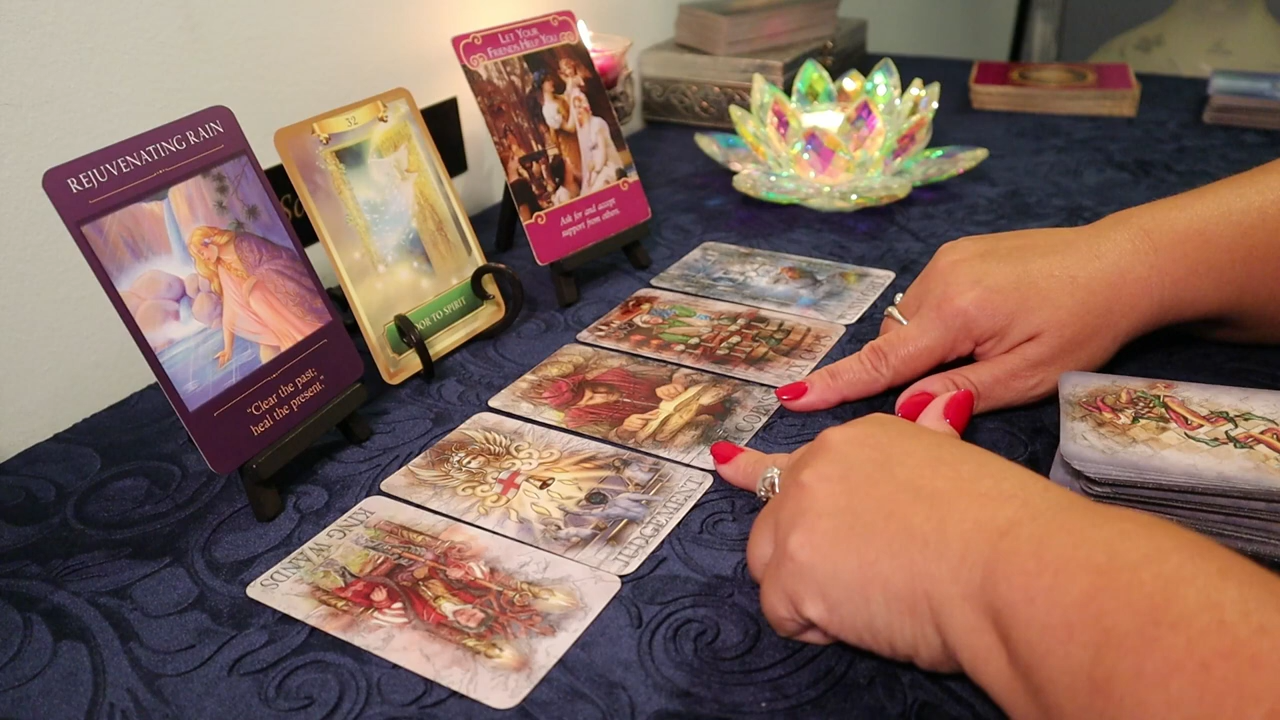 REJUVENATING RAIN
"Clear the past;
heal the present."
32
OOR TO SPIRIT
LET YOUR
FRIENDS HELP YOU
Ask for and accept
support from others.
JUDGEMENT
KING WANDS